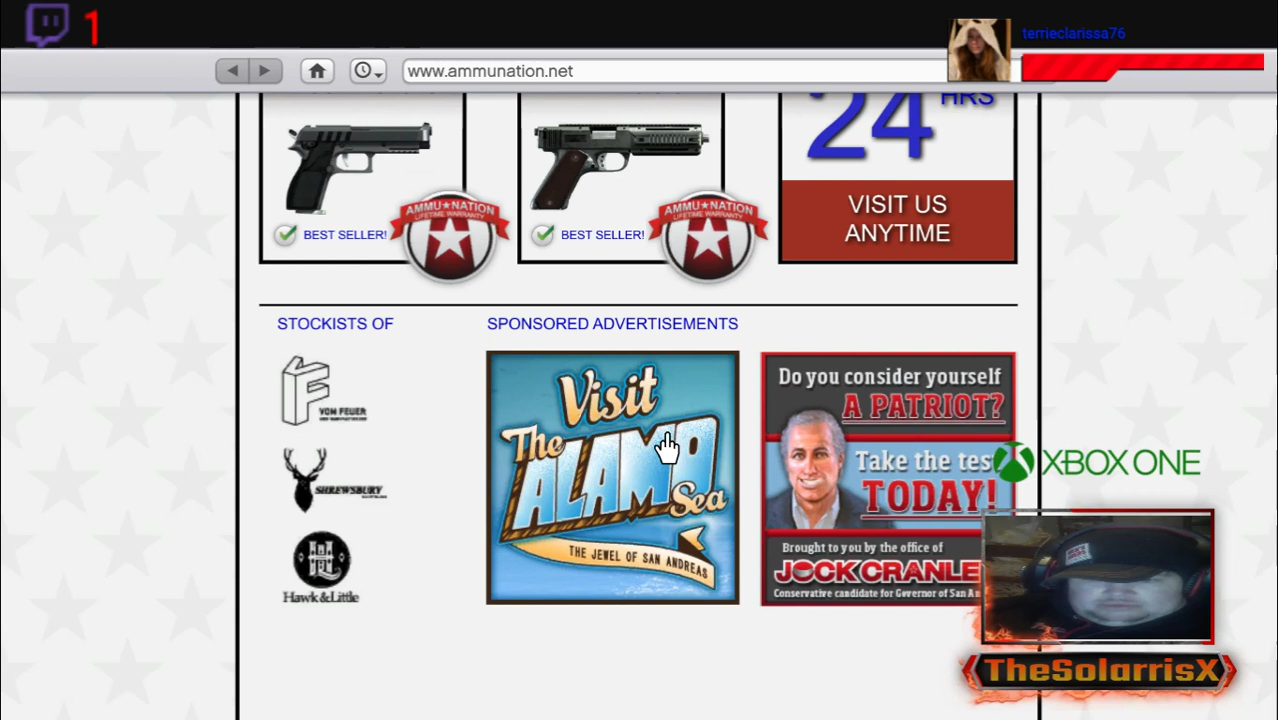 1
terrieclarissa76
www.ammunation.net
24 HRS
VISIT US
ANYTIME
AMMU★NATION
LIFETIME WARRANTY
BEST SELLER!
AMMU★NATION
LIFETIME WARRANTY
BEST SELLER!
STOCKISTS OF
SPONSORED ADVERTISEMENTS
VOM FEUER
SHREWSBURY
Hawk & Little
Visit
The
ALAMO
Sea
THE JEWEL OF SAN ANDREAS
Do you consider yourself
A PATRIOT?
Take the tes
TODAY!
Brought to you by the office of
JOCK CRANLE
Conservative candidate for Governor of San An
XBOX ONE
TheSolarrisX